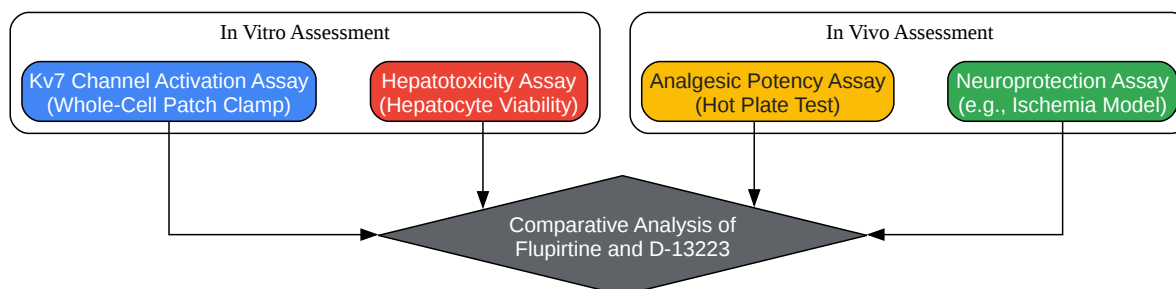 In Vitro Assessment
Kv7 Channel Activation Assay
(Whole-Cell Patch Clamp)
Hepatotoxicity Assay
(Hepatocyte Viability)
In Vivo Assessment
Analgesic Potency Assay
(Hot Plate Test)
Neuroprotection Assay
(e.g., Ischemia Model)
Comparative Analysis of
Flupirtine and D-13223